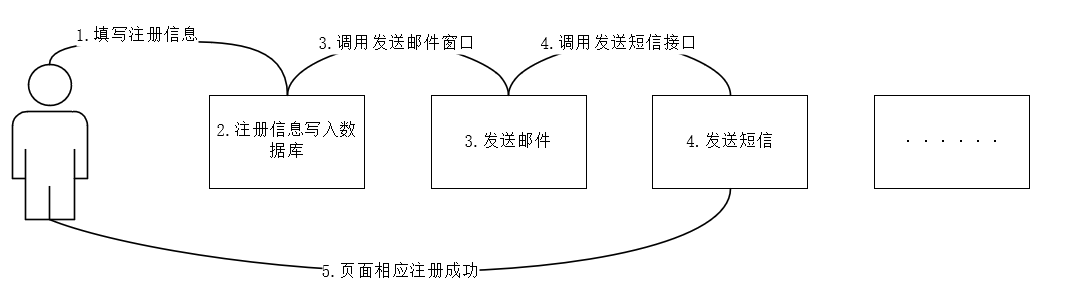 1.填写注册信息
3.调用发送邮件窗口
4.调用发送短信接口
2.注册信息写入数
据库
3.发送邮件
4.发送短信
······
5.页面相应注册成功